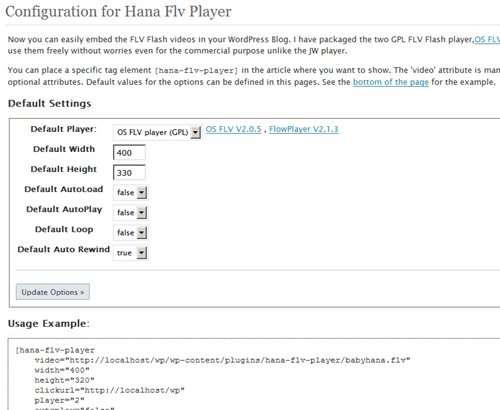 Configuration for Hana Flv Player
Now you can easily embed the FLV Flash videos in your WordPress Blog. I have packaged the two GPL FLV Flash player,OS FLV
use them freely without worries even for the commercial purpose unlike the JW player.
You can place a specific tag element [hana-flv-player] in the article where you want to show. The 'video' attribute is man
optional attributes. Default values for the options can be defined in this pages. See the bottom of the page for the example.
Default Settings
Default Player: OS FLV player (GPL) OS FLV V2.0.5 , FlowPlayer V2.1.3
Default Width 400
Default Height 330
Default AutoLoad false
Default AutoPlay false
Default Loop false
Default Auto Rewind true
Update Options »
Usage Example:
[hana-flv-player
video="http://localhost/wp/wp-content/plugins/hana-flv-player/babyhana.flv"
width="400"
height="320"
clickurl="http://localhost/wp"
player="2"